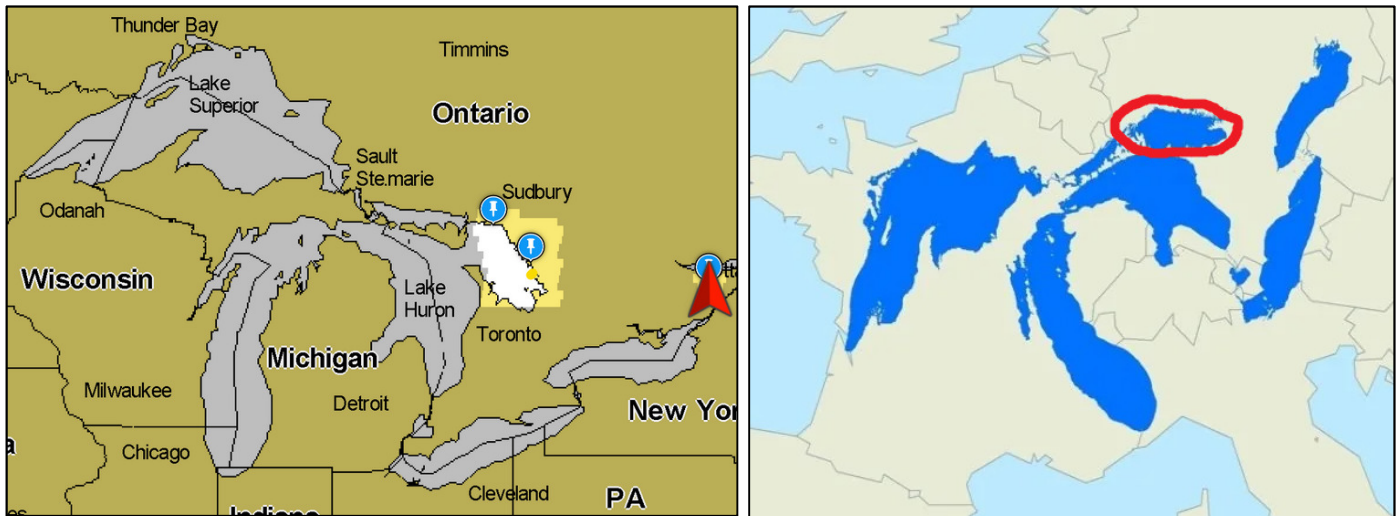 Thunder Bay
Timmins
Lake
Superior
Ontario
Sault
Ste.marie
Sudbury
Odanah
Wisconsin
Lake
Huron
Toronto
Michigan
Milwaukee
Detroit
New Yor
Chicago
Cleveland
PA